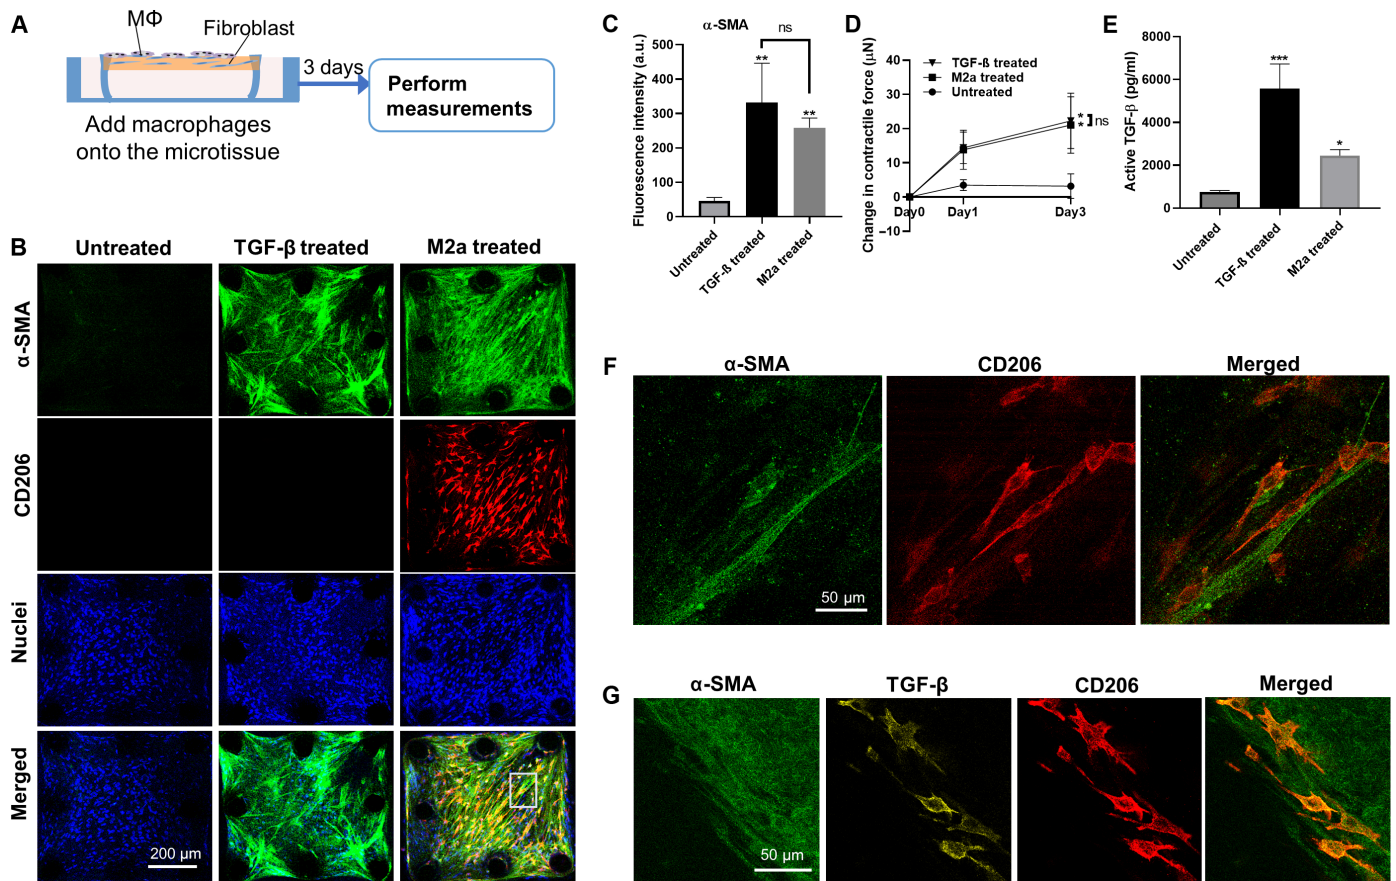 A
MΦ
Fibroblast
3 days
Perform
measurements
Add macrophages
onto the microtissue
B
Untreated
TGF-β treated
M2a treated
α-SMA
CD206
Nuclei
Merged
200 μm
C
α-SMA
ns
Fluorescence intensity (a.u.)
500
400
300
200
100
0
**
**
Untreated
TGF-ß treated
M2a treated
D
Change in contractile force (μN)
40
30
20
10
0
−10
TGF-ß treated
M2a treated
Untreated
*
*
ns
Day0
Day1
Day3
E
Active TGF-β (pg/ml)
8000
6000
4000
2000
0
***
*
Untreated
TGF-ß treated
M2a treated
F
α-SMA
CD206
Merged
50 μm
G
α-SMA
TGF-β
CD206
Merged
50 μm